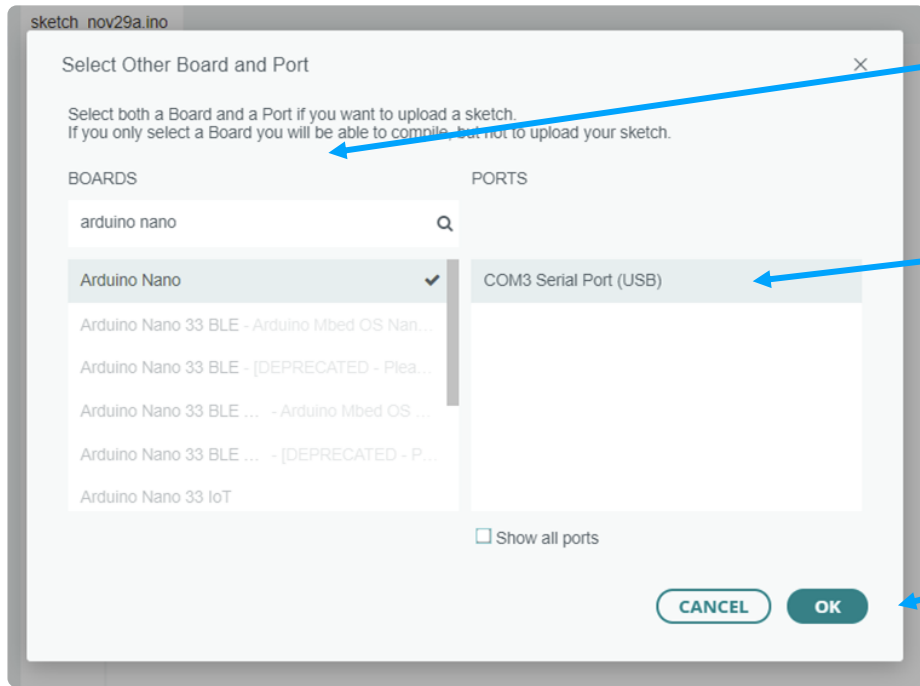 sketch_nov29a.ino
Select Other Board and Port
Select both a Board and a Port if you want to upload a sketch.
If you only select a Board you will be able to compile, but not to upload your sketch.
BOARDS
PORTS
arduino nano
Arduino Nano
COM3 Serial Port (USB)
Arduino Nano 33 BLE - Arduino Mbed OS Nan...
Arduino Nano 33 BLE - [DEPRECATED - Plea...
Arduino Nano 33 BLE ... - Arduino Mbed OS ...
Arduino Nano 33 BLE ... - [DEPRECATED - P...
Arduino Nano 33 IoT
Show all ports
CANCEL
OK